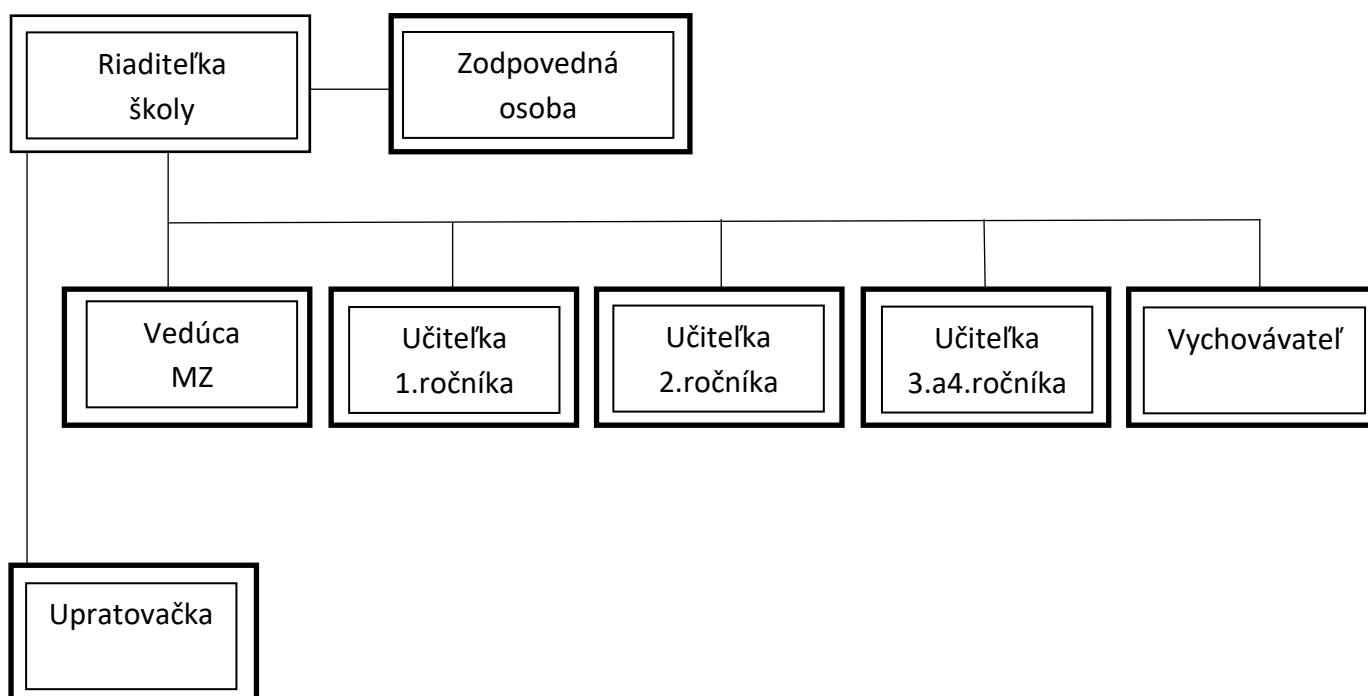 Riaditeľka
školy
Zodpovedná
osoba
Vedúca
MZ
Učiteľka
1.ročníka
Učiteľka
2.ročníka
Učiteľka
3.a4.ročníka
Vychovávateľ
Upratovačka